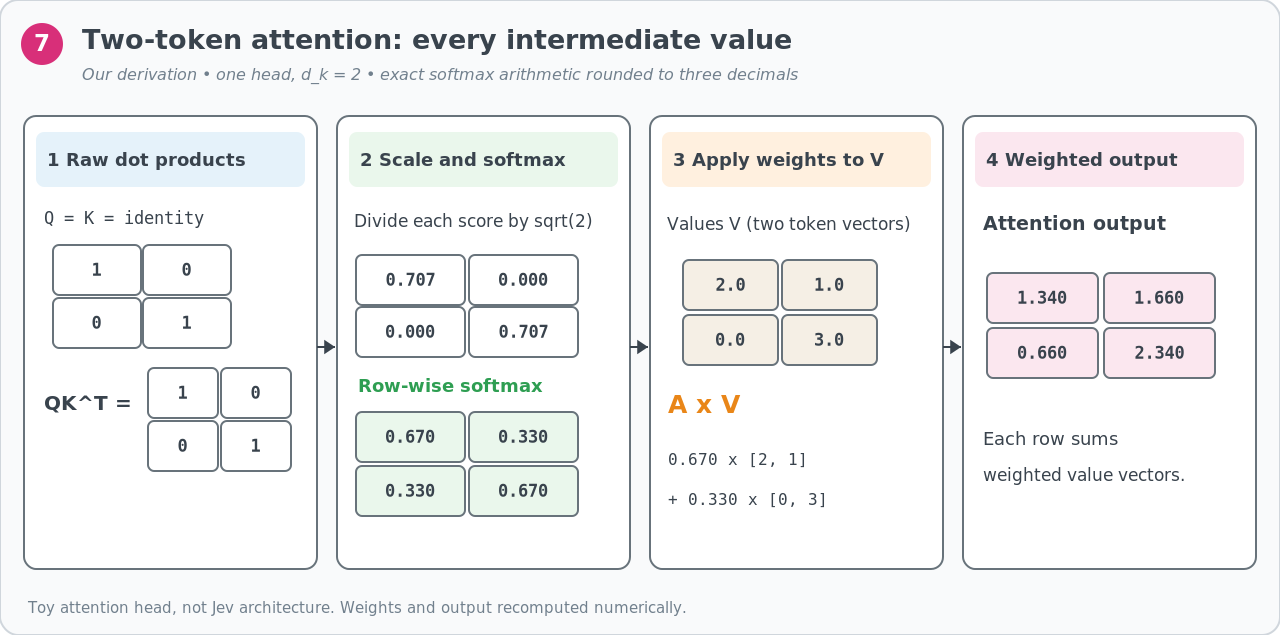 7
Two-token attention: every intermediate value
Our derivation • one head, d_k = 2 • exact softmax arithmetic rounded to three decimals
1 Raw dot products
Q = K = identity
1 0
0 1
QK^T =
1 0
0 1
2 Scale and softmax
Divide each score by sqrt(2)
0.707 0.000
0.000 0.707
Row-wise softmax
0.670 0.330
0.330 0.670
3 Apply weights to V
Values V (two token vectors)
2.0 1.0
0.0 3.0
A x V
0.670 x [2, 1]
+ 0.330 x [0, 3]
4 Weighted output
Attention output
1.340 1.660
0.660 2.340
Each row sums
weighted value vectors.
Toy attention head, not Jev architecture. Weights and output recomputed numerically.